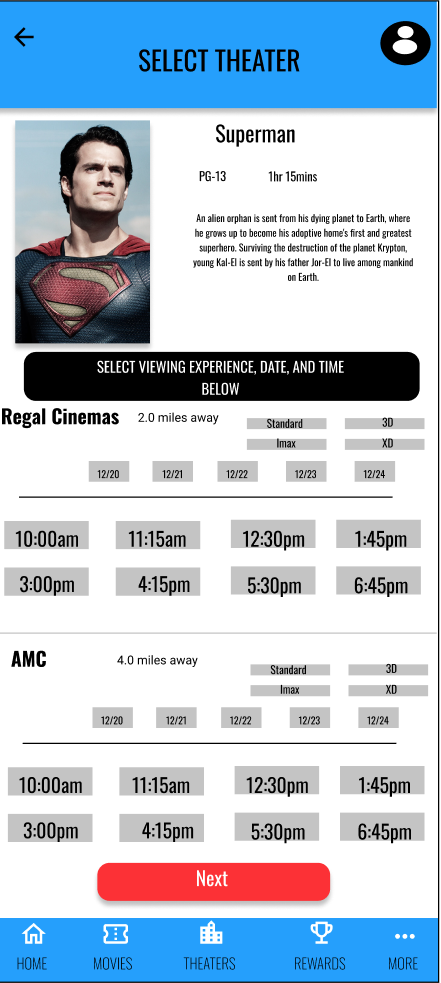 SELECT THEATER
Superman
PG-13 1hr 15mins
An alien orphan is sent from his dying planet to Earth, where
he grows up to become his adoptive home's first and greatest
superhero. Surviving the destruction of the planet Krypton,
young Kal-El is sent by his father Jor-El to live among mankind
on Earth.
SELECT VIEWING EXPERIENCE, DATE, AND TIME
BELOW
Regal Cinemas 2.0 miles away
Standard 3D
Imax XD
12/20 12/21 12/22 12/23 12/24
10:00am 11:15am 12:30pm 1:45pm
3:00pm 4:15pm 5:30pm 6:45pm
AMC 4.0 miles away
Standard 3D
Imax XD
12/20 12/21 12/22 12/23 12/24
10:00am 11:15am 12:30pm 1:45pm
3:00pm 4:15pm 5:30pm 6:45pm
Next
HOME MOVIES THEATERS REWARDS MORE